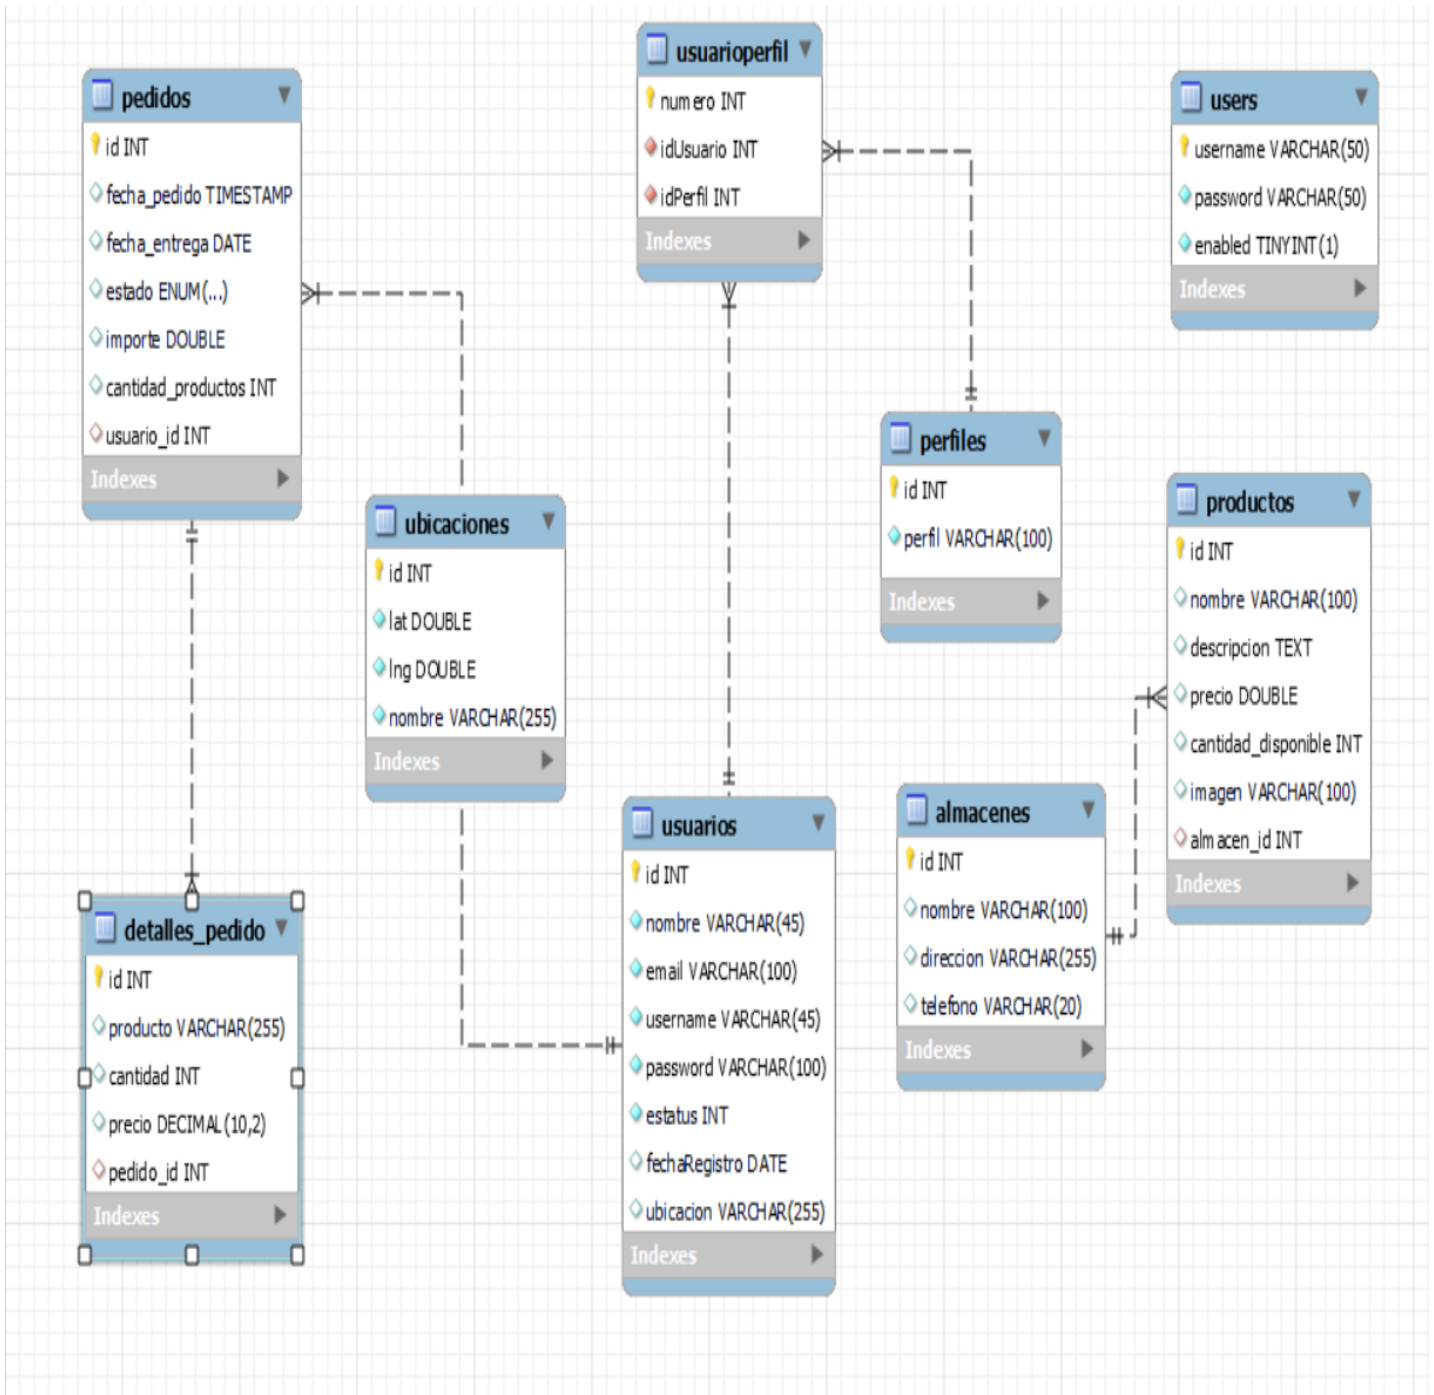 pedidos
id INT
fecha_pedido TIMESTAMP
fecha_entrega DATE
estado ENUM(...)
importe DOUBLE
cantidad_productos INT
usuario_id INT
Indexes
usuarioperfil
numero INT
idUsuario INT
idPerfil INT
Indexes
users
username VARCHAR(50)
password VARCHAR(50)
enabled TINYINT(1)
Indexes
perfiles
id INT
perfil VARCHAR(100)
Indexes
ubicaciones
id INT
lat DOUBLE
lng DOUBLE
nombre VARCHAR(255)
Indexes
productos
id INT
nombre VARCHAR(100)
descripcion TEXT
precio DOUBLE
cantidad_disponible INT
imagen VARCHAR(100)
almacen_id INT
Indexes
usuarios
id INT
nombre VARCHAR(45)
email VARCHAR(100)
username VARCHAR(45)
password VARCHAR(100)
estatus INT
fechaRegistro DATE
ubicacion VARCHAR(255)
Indexes
almacenes
id INT
nombre VARCHAR(100)
direccion VARCHAR(255)
telefono VARCHAR(20)
Indexes
detalles_pedido
id INT
producto VARCHAR(255)
cantidad INT
precio DECIMAL(10,2)
pedido_id INT
Indexes